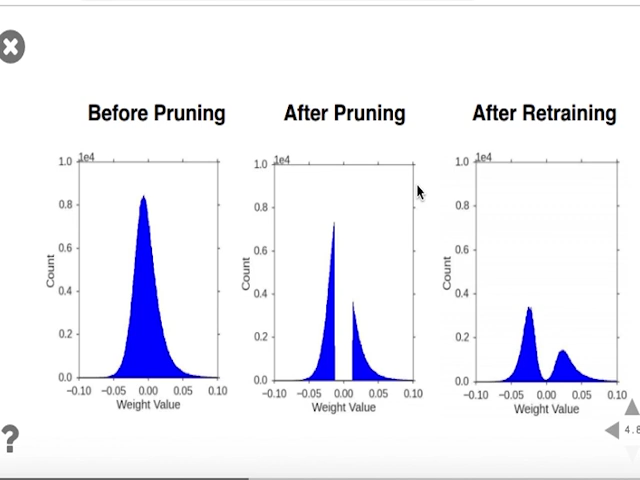 Before Pruning
After Pruning
After Retraining
1e4
1.0
0.8
0.6
0.4
0.2
0.0
Count
−0.10 −0.05 0.00 0.05 0.10
Weight Value
1e4
1.0
0.8
0.6
0.4
0.2
0.0
Count
−0.10 −0.05 0.00 0.05 0.10
Weight Value
1e4
1.0
0.8
0.6
0.4
0.2
0.0
Count
−0.10 −0.05 0.00 0.05 0.10
Weight Value
?